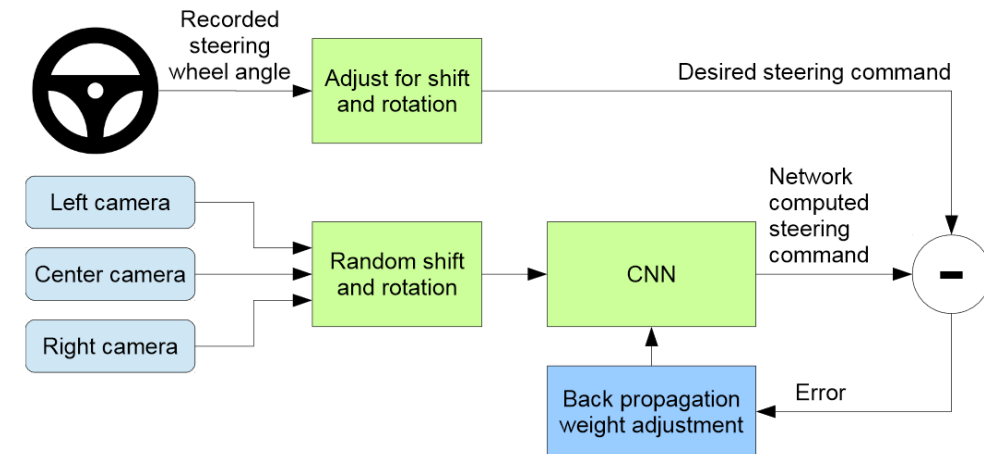 Recorded
steering
wheel angle
Adjust for shift
and rotation
Desired steering command
Left camera
Center camera
Right camera
Random shift
and rotation
CNN
Network
computed
steering
command
-
Back propagation
weight adjustment
Error